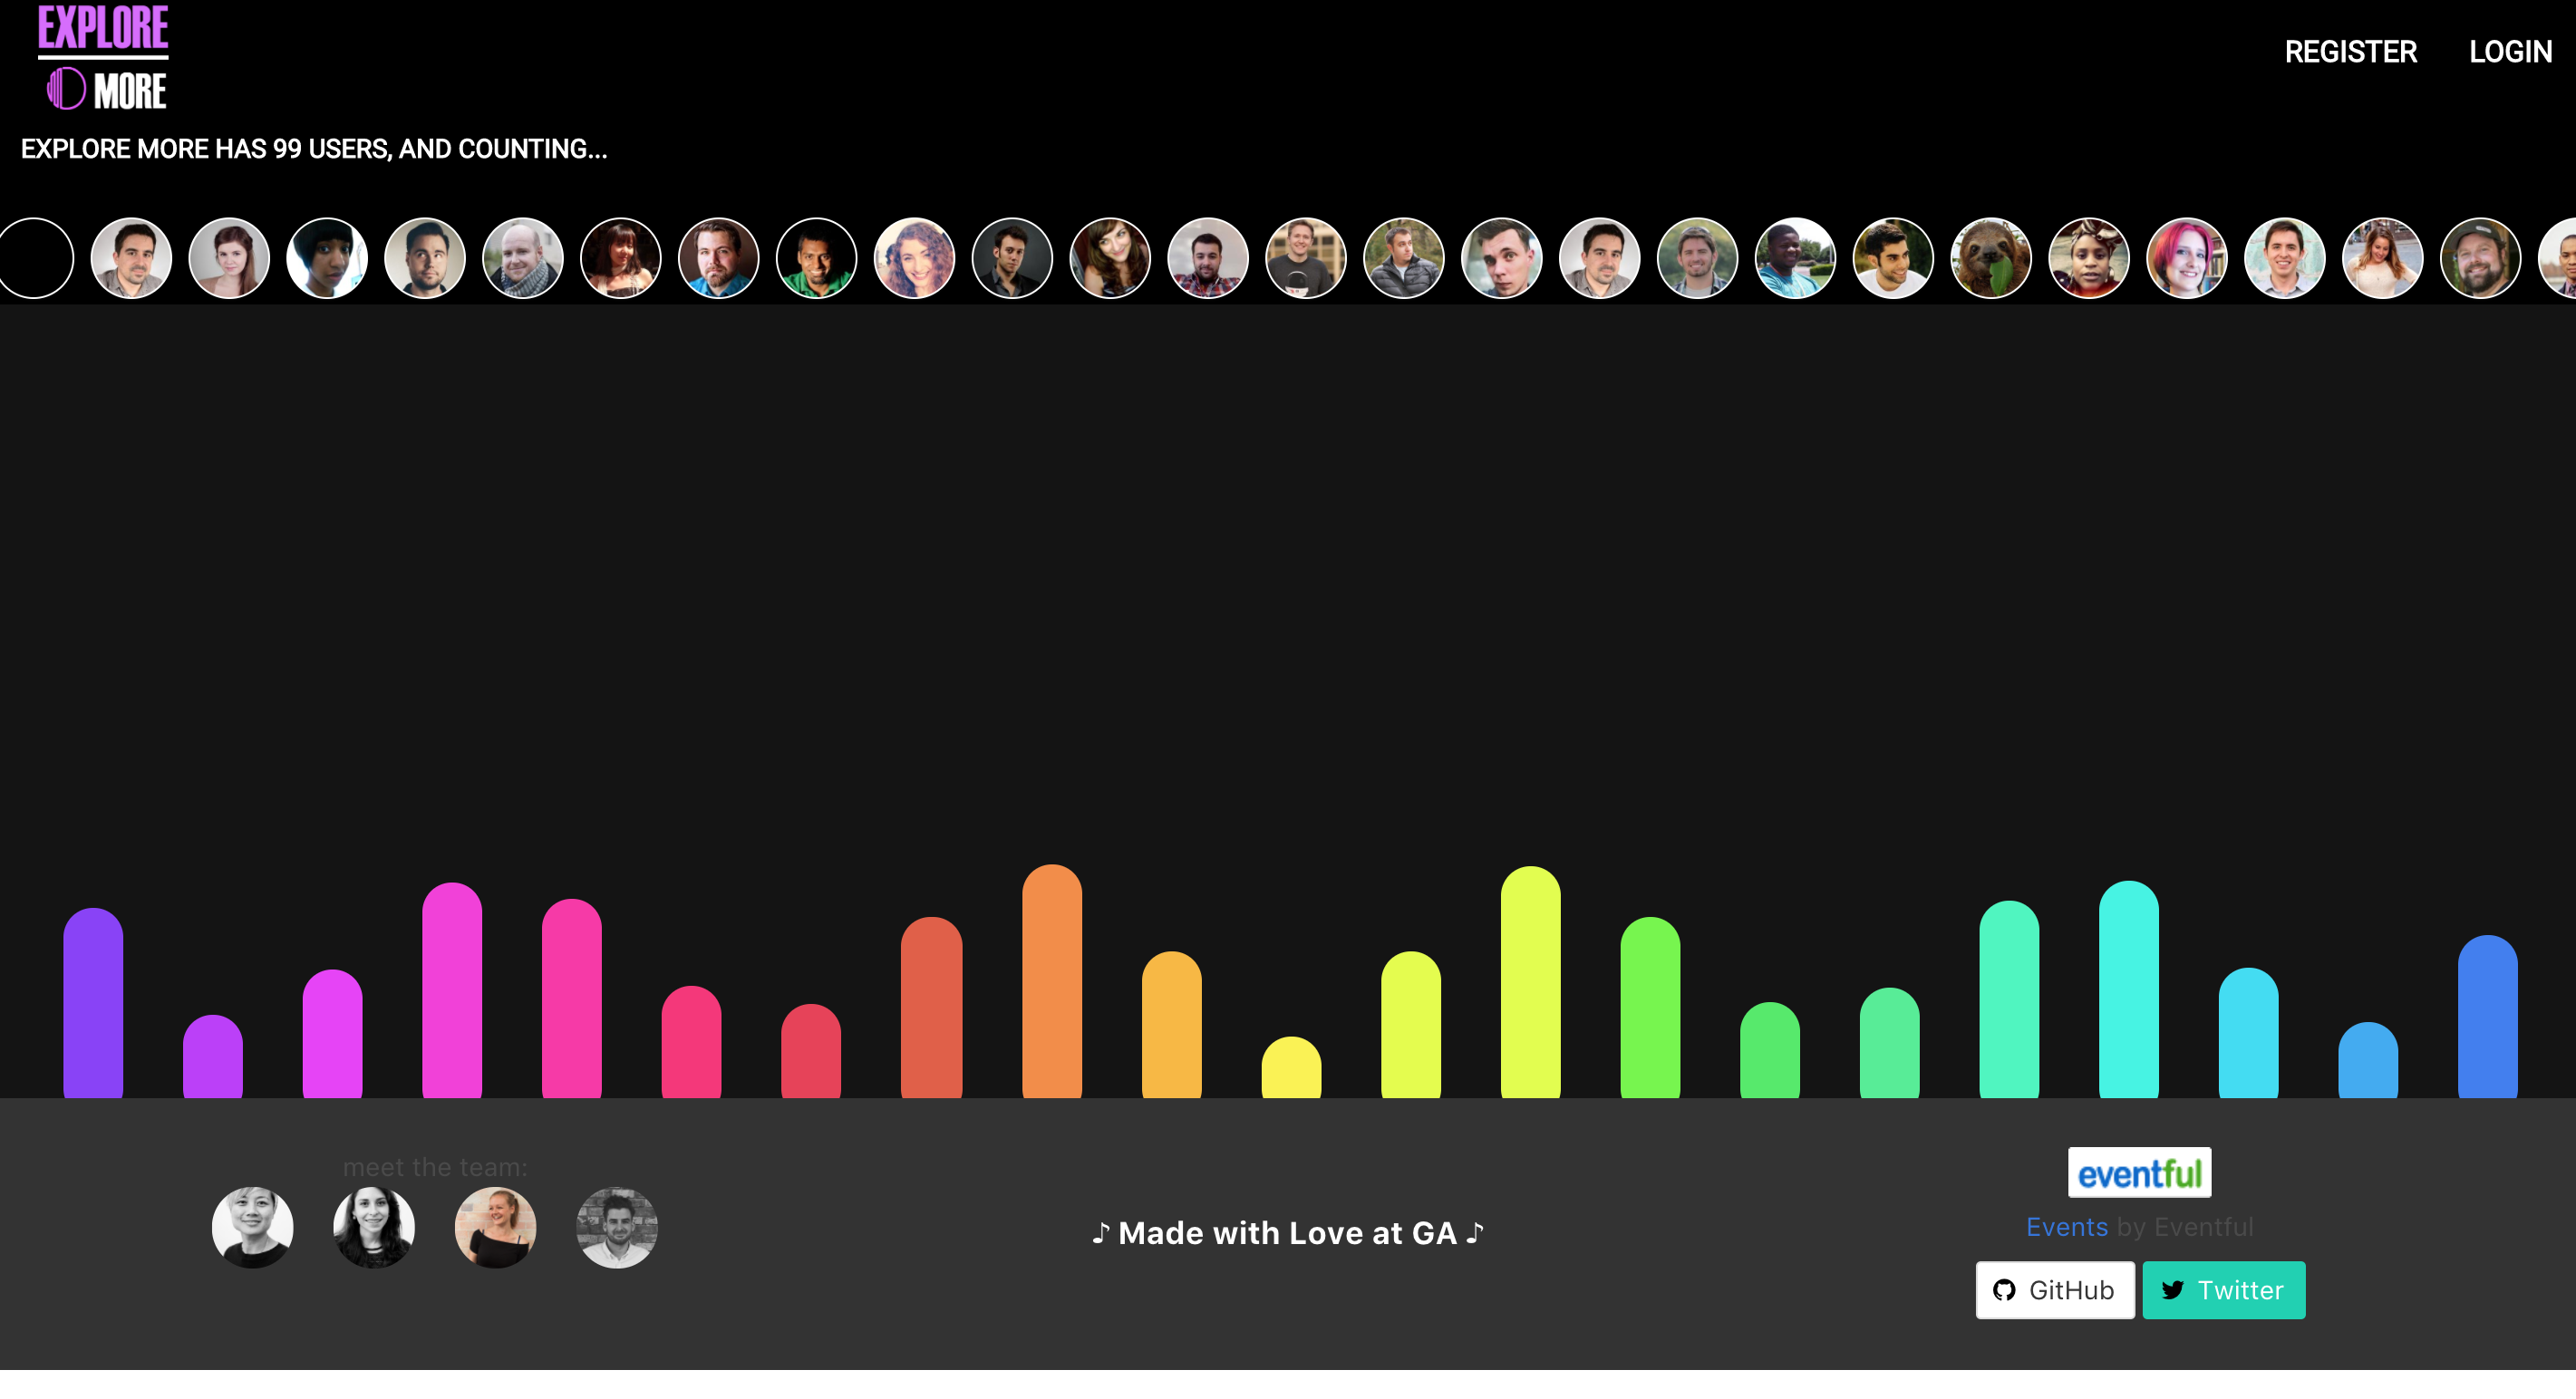 EXPLORE
MORE
REGISTER LOGIN
EXPLORE MORE HAS 99 USERS, AND COUNTING...
meet the team:
♪ Made with Love at GA ♪
eventful
Events by Eventful
GitHub Twitter